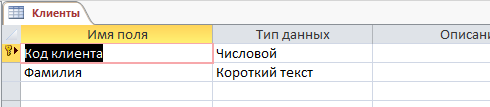 Клиенты
Имя поля Тип данных Описани
Код клиента Числовой
Фамилия Короткий текст